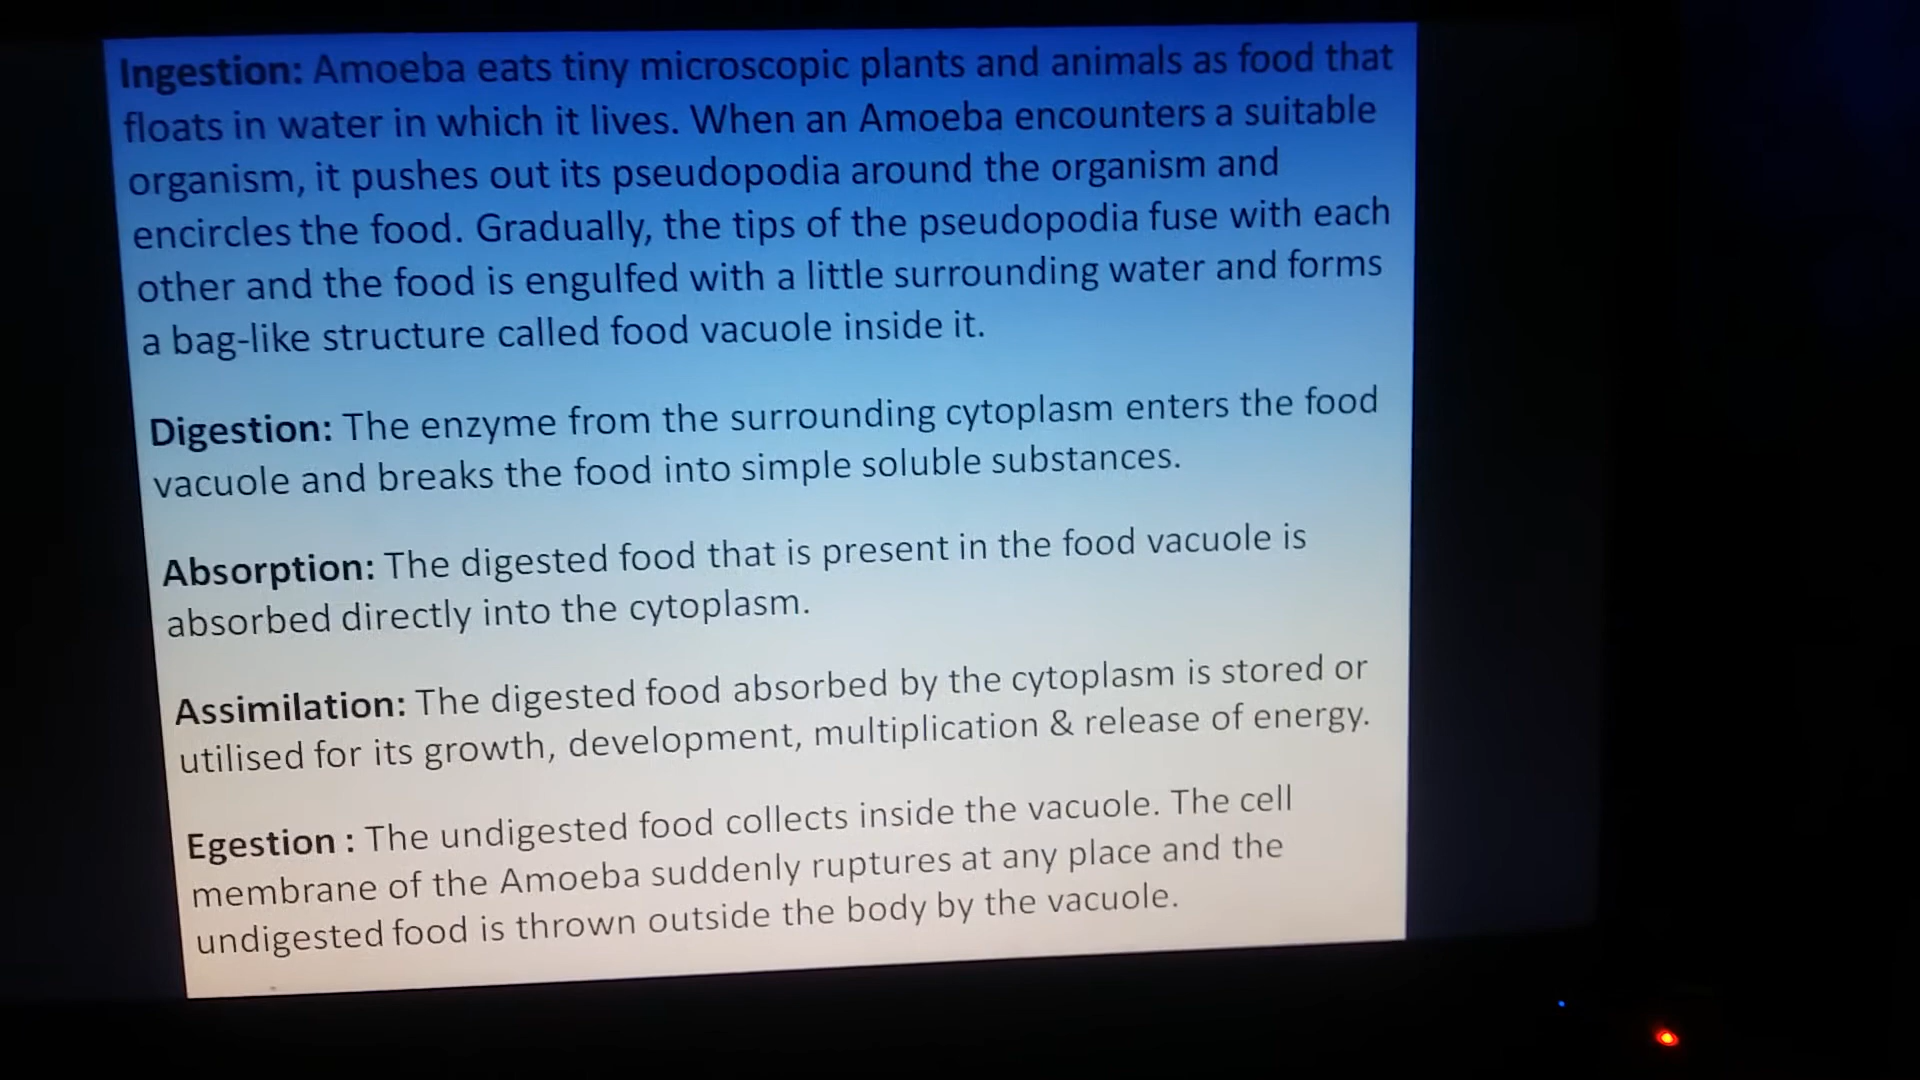 Ingestion: Amoeba eats tiny microscopic plants and animals as food that
floats in water in which it lives. When an Amoeba encounters a suitable
organism, it pushes out its pseudopodia around the organism and
encircles the food. Gradually, the tips of the pseudopodia fuse with each
other and the food is engulfed with a little surrounding water and forms
a bag-like structure called food vacuole inside it.
Digestion: The enzyme from the surrounding cytoplasm enters the food
vacuole and breaks the food into simple soluble substances.
Absorption: The digested food that is present in the food vacuole is
absorbed directly into the cytoplasm.
Assimilation: The digested food absorbed by the cytoplasm is stored or
utilised for its growth, development, multiplication & release of energy.
Egestion : The undigested food collects inside the vacuole. The cell
membrane of the Amoeba suddenly ruptures at any place and the
undigested food is thrown outside the body by the vacuole.